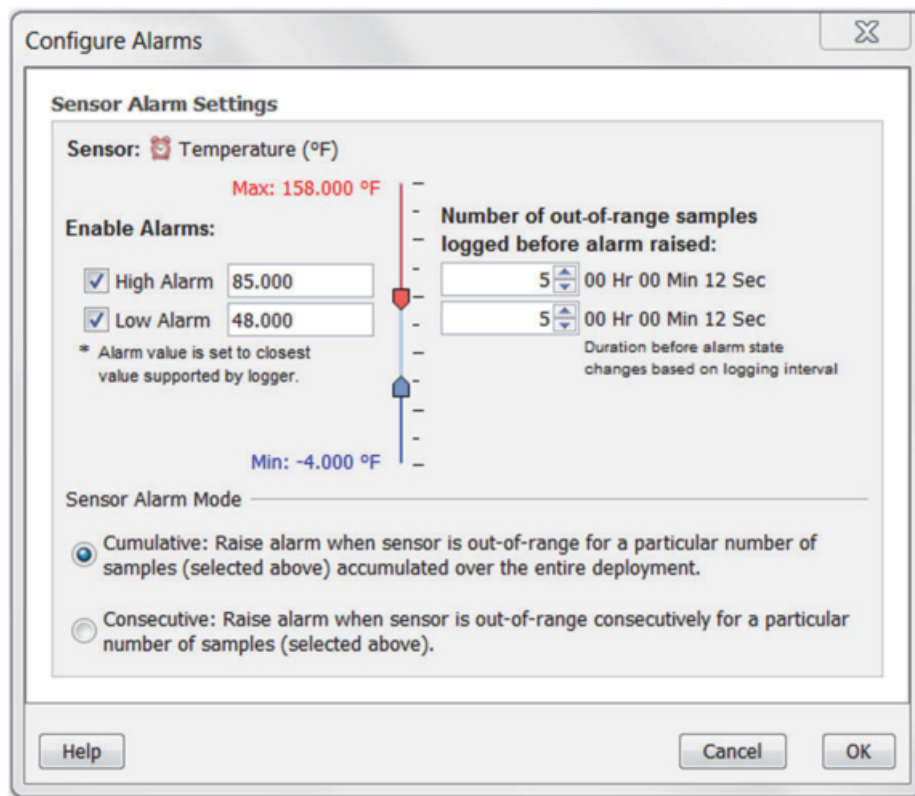 Configure Alarms
Sensor Alarm Settings
Sensor: Temperature (ºF)
Max: 158.000 ºF
Enable Alarms:
Number of out-of-range samples
logged before alarm raised:
High Alarm 85.000
5 00 Hr 00 Min 12 Sec
Low Alarm 48.000
5 00 Hr 00 Min 12 Sec
* Alarm value is set to closest
value supported by logger.
Duration before alarm state
changes based on logging interval
Min: -4.000 ºF
Sensor Alarm Mode
Cumulative: Raise alarm when sensor is out-of-range for a particular number of
samples (selected above) accumulated over the entire deployment.
Consecutive: Raise alarm when sensor is out-of-range consecutively for a particular
number of samples (selected above).
Help
Cancel
OK